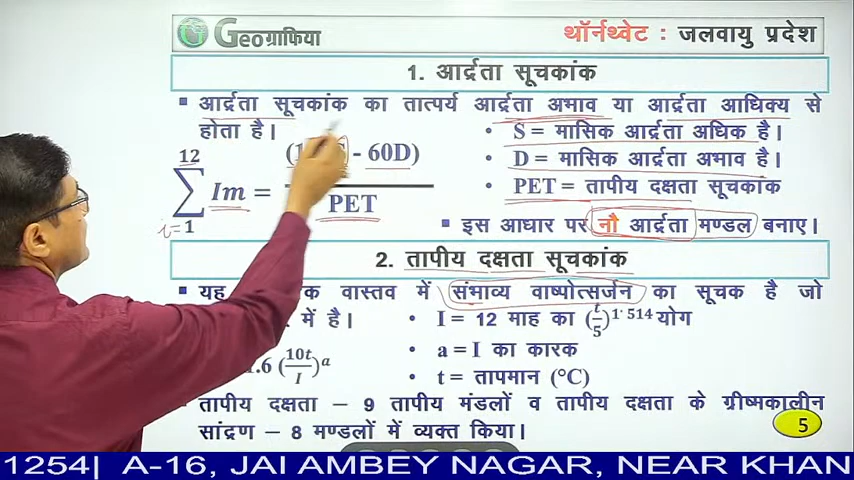 Geoग्राफिया
थॉर्नथ्वेट : जलवायु प्रदेश
1. आर्द्रता सूचकांक
▪ आर्द्रता सूचकांक का तात्पर्य आर्द्रता अभाव या आर्द्रता आधिक्य से
होता है।
• S = मासिक आर्द्रता अधिक है।
12
∑ Im =
i=1
- 60D)
PET
• D = मासिक आर्द्रता अभाव है।
• PET = तापीय दक्षता सूचकांक
▪ इस आधार पर नौ आर्द्रता मण्डल बनाए।
2. तापीय दक्षता सूचकांक
▪ यह वास्तव में संभाव्य वाष्पोत्सर्जन का सूचक है जो
में है।
• I = 12 माह का (t/5)^1.514 योग
.6 (10t/I)^a
• a = I का कारक
• t = तापमान (°C)
तापीय दक्षता – 9 तापीय मंडलों व तापीय दक्षता के ग्रीष्मकालीन
सांद्रण – 8 मण्डलों में व्यक्त किया।
5
1254| A-16, JAI AMBEY NAGAR, NEAR KHAN